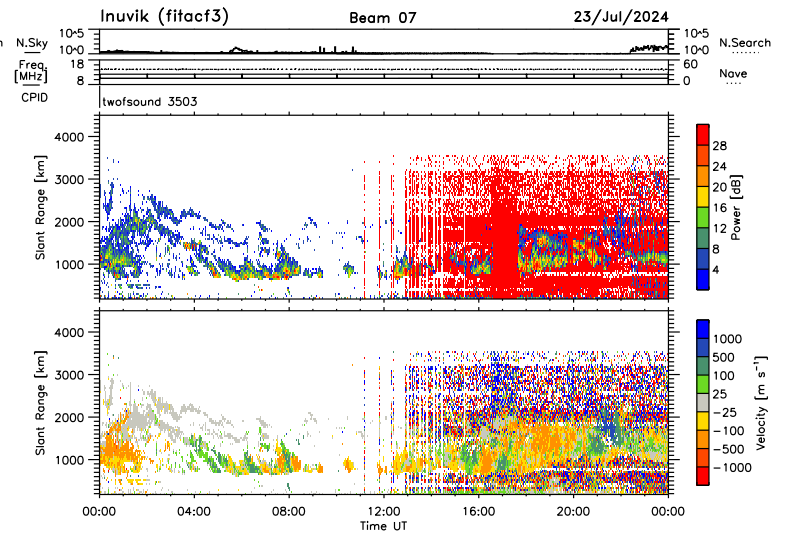 Inuvik (fitacf3) Beam 07 23/Jul/2024
N.Sky 10^5 10^0 10^5 10^0 N.Search
Freq. [MHz] 18 8 60 0 Nave
CPID twofsound 3503
Slant Range [km] 4000 3000 2000 1000
Power [dB] 28 24 20 16 12 8 4
Slant Range [km] 4000 3000 2000 1000
Velocity [m s⁻¹] 1000 500 100 25 −25 −100 −500 −1000
00:00 04:00 08:00 12:00 16:00 20:00 00:00
Time UT